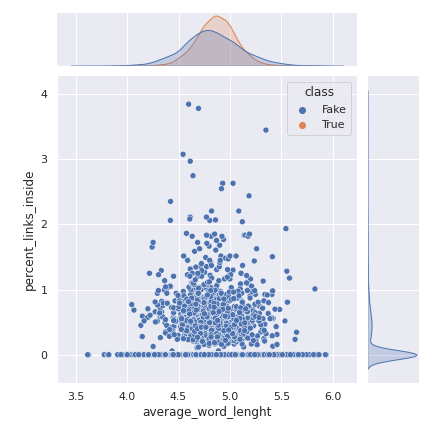 class
Fake
True
4
3
2
1
0
percent_links_inside
3.5 4.0 4.5 5.0 5.5 6.0
average_word_lenght